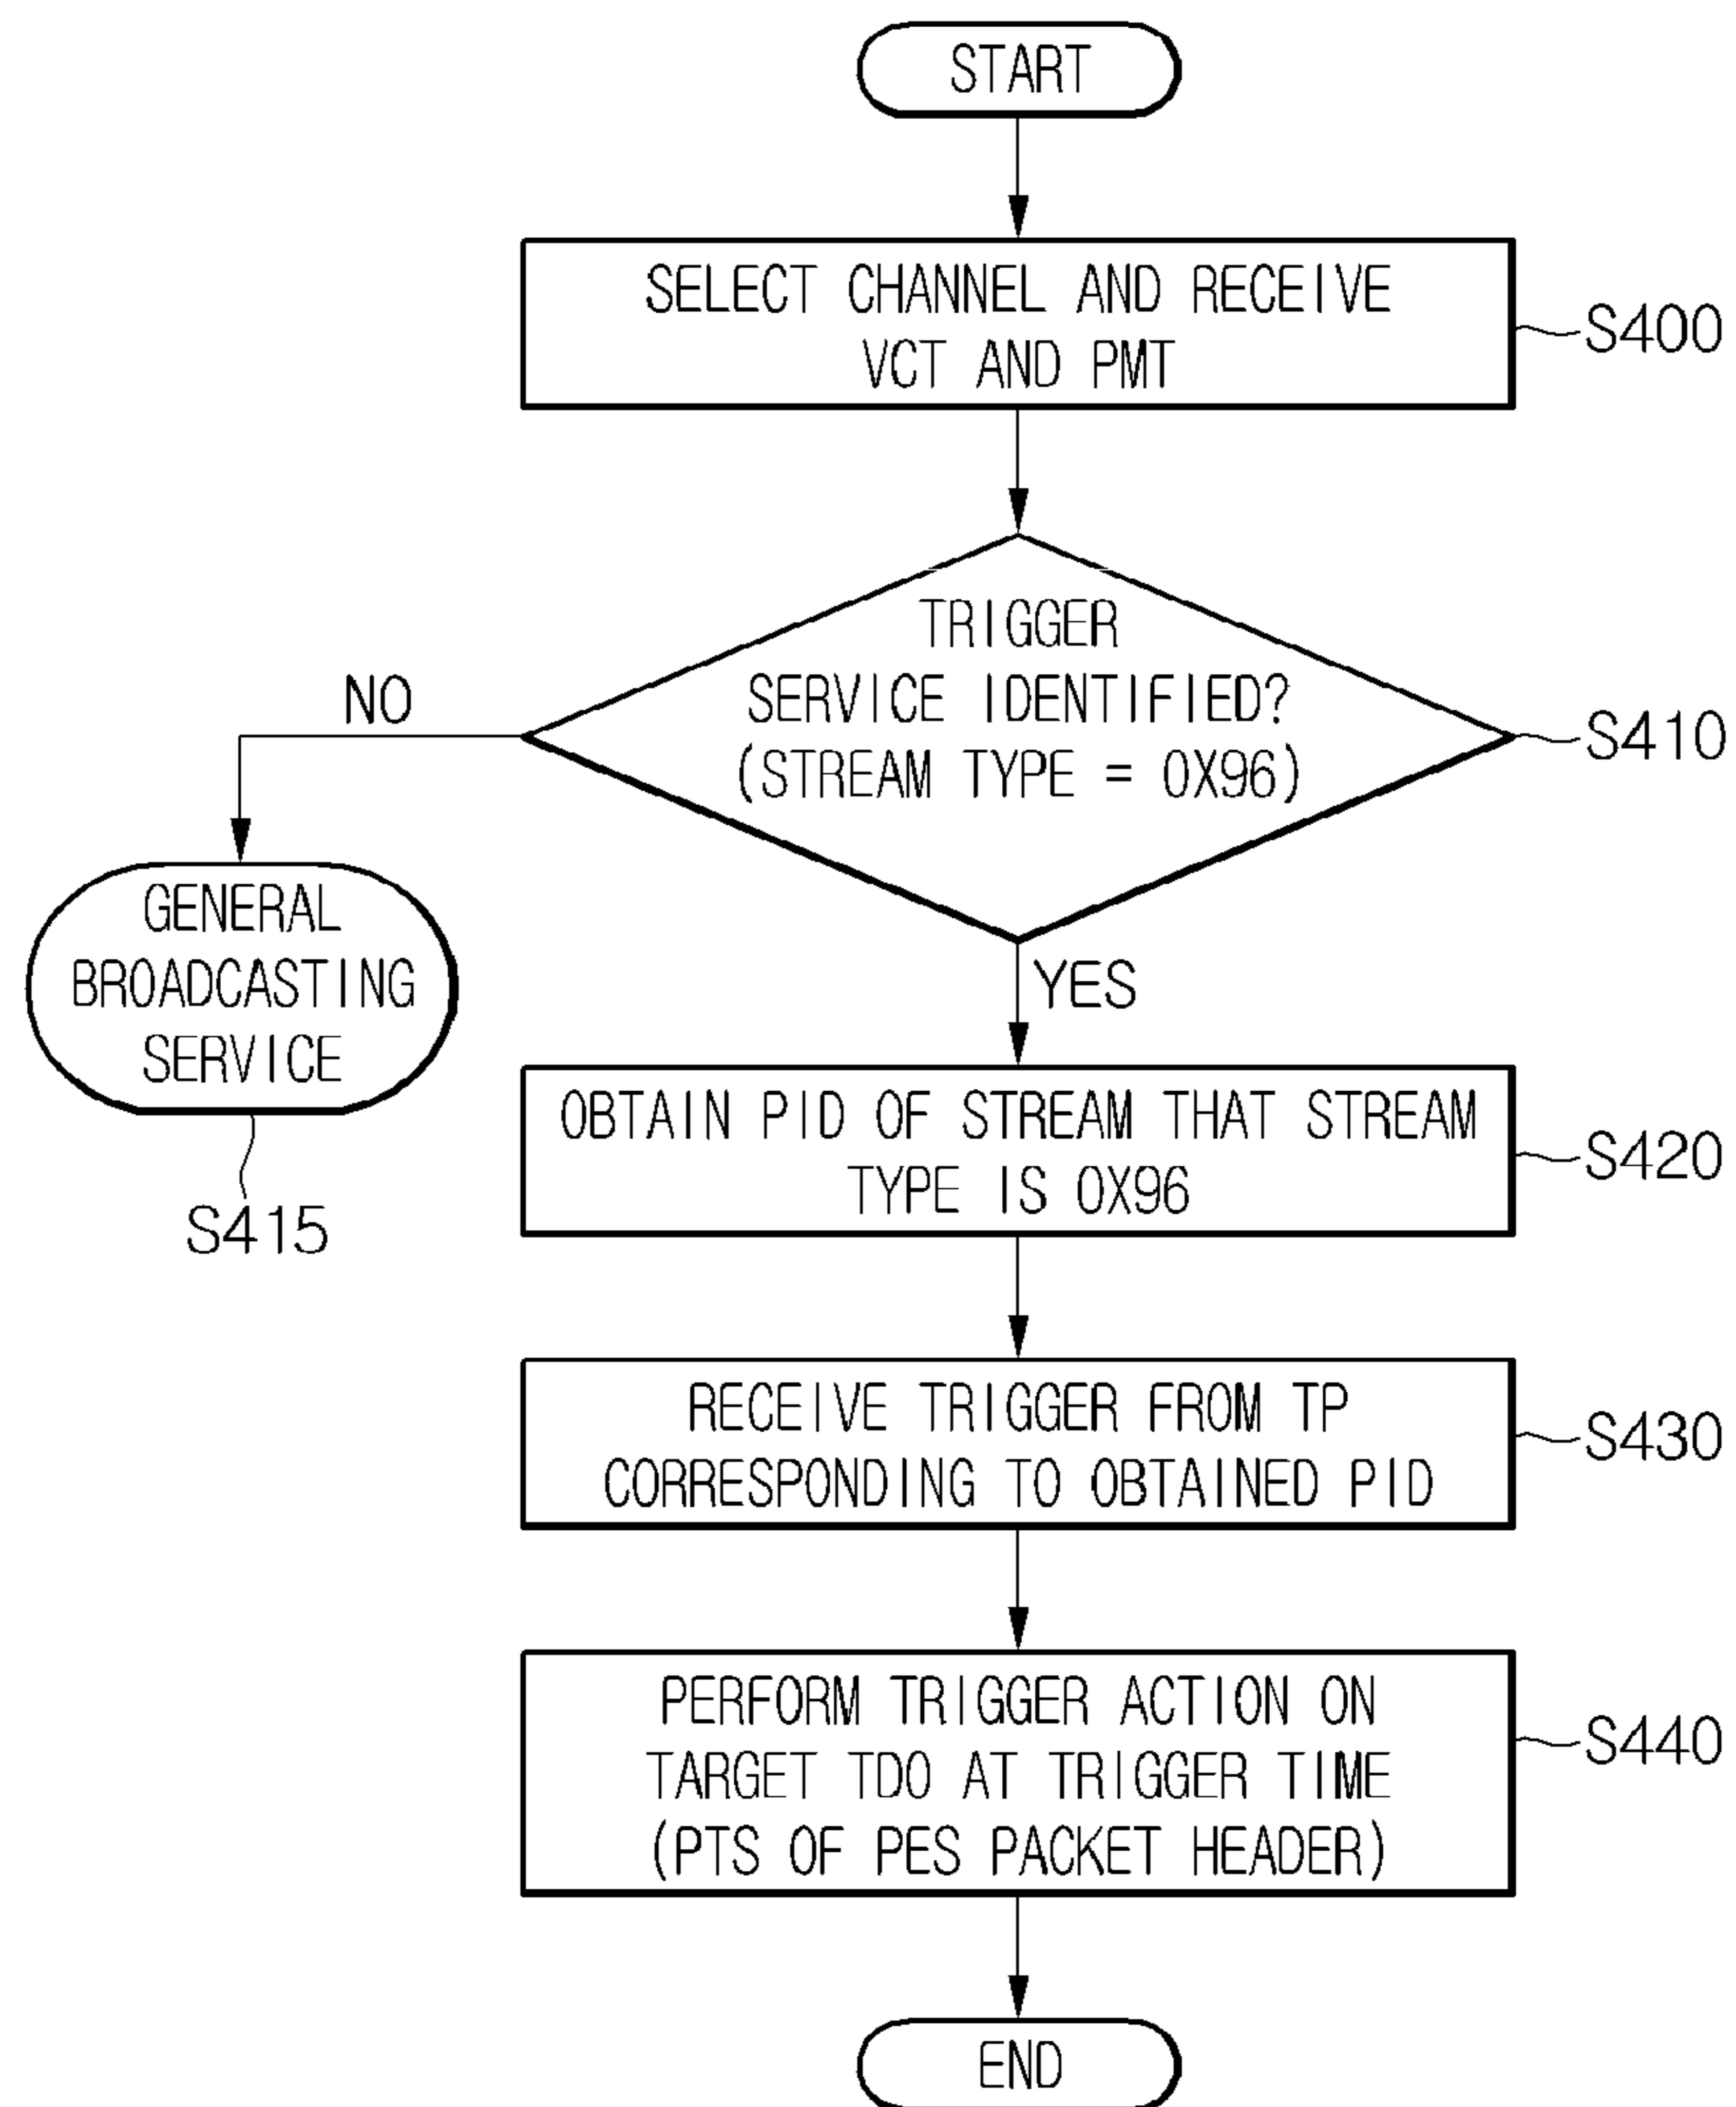 START
SELECT CHANNEL AND RECEIVE
VCT AND PMT
S400
TRIGGER
SERVICE IDENTIFIED?
(STREAM TYPE = 0X96)
S410
NO
GENERAL
BROADCASTING
SERVICE
S415
YES
OBTAIN PID OF STREAM THAT STREAM
TYPE IS 0X96
S420
RECEIVE TRIGGER FROM TP
CORRESPONDING TO OBTAINED PID
S430
PERFORM TRIGGER ACTION ON
TARGET TDO AT TRIGGER TIME
(PTS OF PES PACKET HEADER)
S440
END